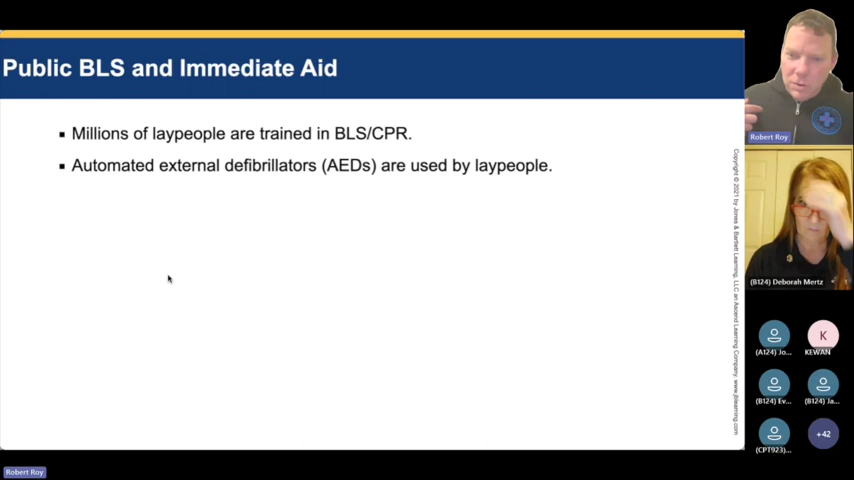 Public BLS and Immediate Aid
▪ Millions of laypeople are trained in BLS/CPR.
▪ Automated external defibrillators (AEDs) are used by laypeople.
Copyright © 2021 by Jones & Bartlett Learning, LLC an Ascend Learning Company. www.jblearning.com
Robert Roy
(B124) Deborah Mertz
(A124) Jo...
K
KEWAN
(B124) Ev...
(B124) Ja...
(CPT923)...
+42
Robert Roy